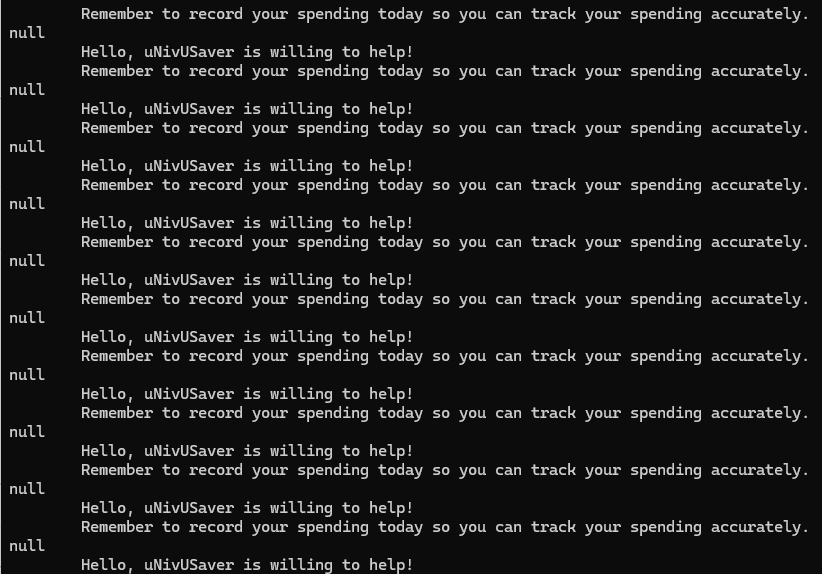 Remember to record your spending today so you can track your spending accurately.
null
Hello, uNivUSaver is willing to help!
Remember to record your spending today so you can track your spending accurately.
null
Hello, uNivUSaver is willing to help!
Remember to record your spending today so you can track your spending accurately.
null
Hello, uNivUSaver is willing to help!
Remember to record your spending today so you can track your spending accurately.
null
Hello, uNivUSaver is willing to help!
Remember to record your spending today so you can track your spending accurately.
null
Hello, uNivUSaver is willing to help!
Remember to record your spending today so you can track your spending accurately.
null
Hello, uNivUSaver is willing to help!
Remember to record your spending today so you can track your spending accurately.
null
Hello, uNivUSaver is willing to help!
Remember to record your spending today so you can track your spending accurately.
null
Hello, uNivUSaver is willing to help!
Remember to record your spending today so you can track your spending accurately.
null
Hello, uNivUSaver is willing to help!
Remember to record your spending today so you can track your spending accurately.
null
Hello, uNivUSaver is willing to help!